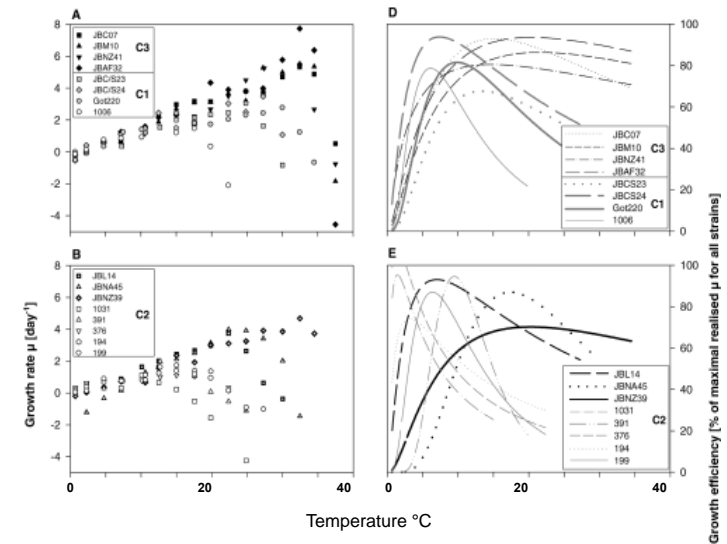 A
JBC07
JBM10
JBNZ41
JBAF32
C3
JBC/S23
JBC/S24
Got220
1006
C1
8
6
4
2
0
-2
-4
B
JBL14
JBNA45
JBNZ39
1031
391
376
194
199
C2
8
6
4
2
0
-2
-4
0
20
40
Growth rate μ [day⁻¹]
D
JBC07
JBM10
JBNZ41
JBAF32
C3
JBCS23
JBCS24
Got220
1006
C1
100
80
60
40
20
0
E
JBL14
JBNA45
JBNZ39
1031
391
376
194
199
C2
100
80
60
40
20
0
0
20
40
Growth efficiency [% of maximal realised μ for all strains]
Temperature °C